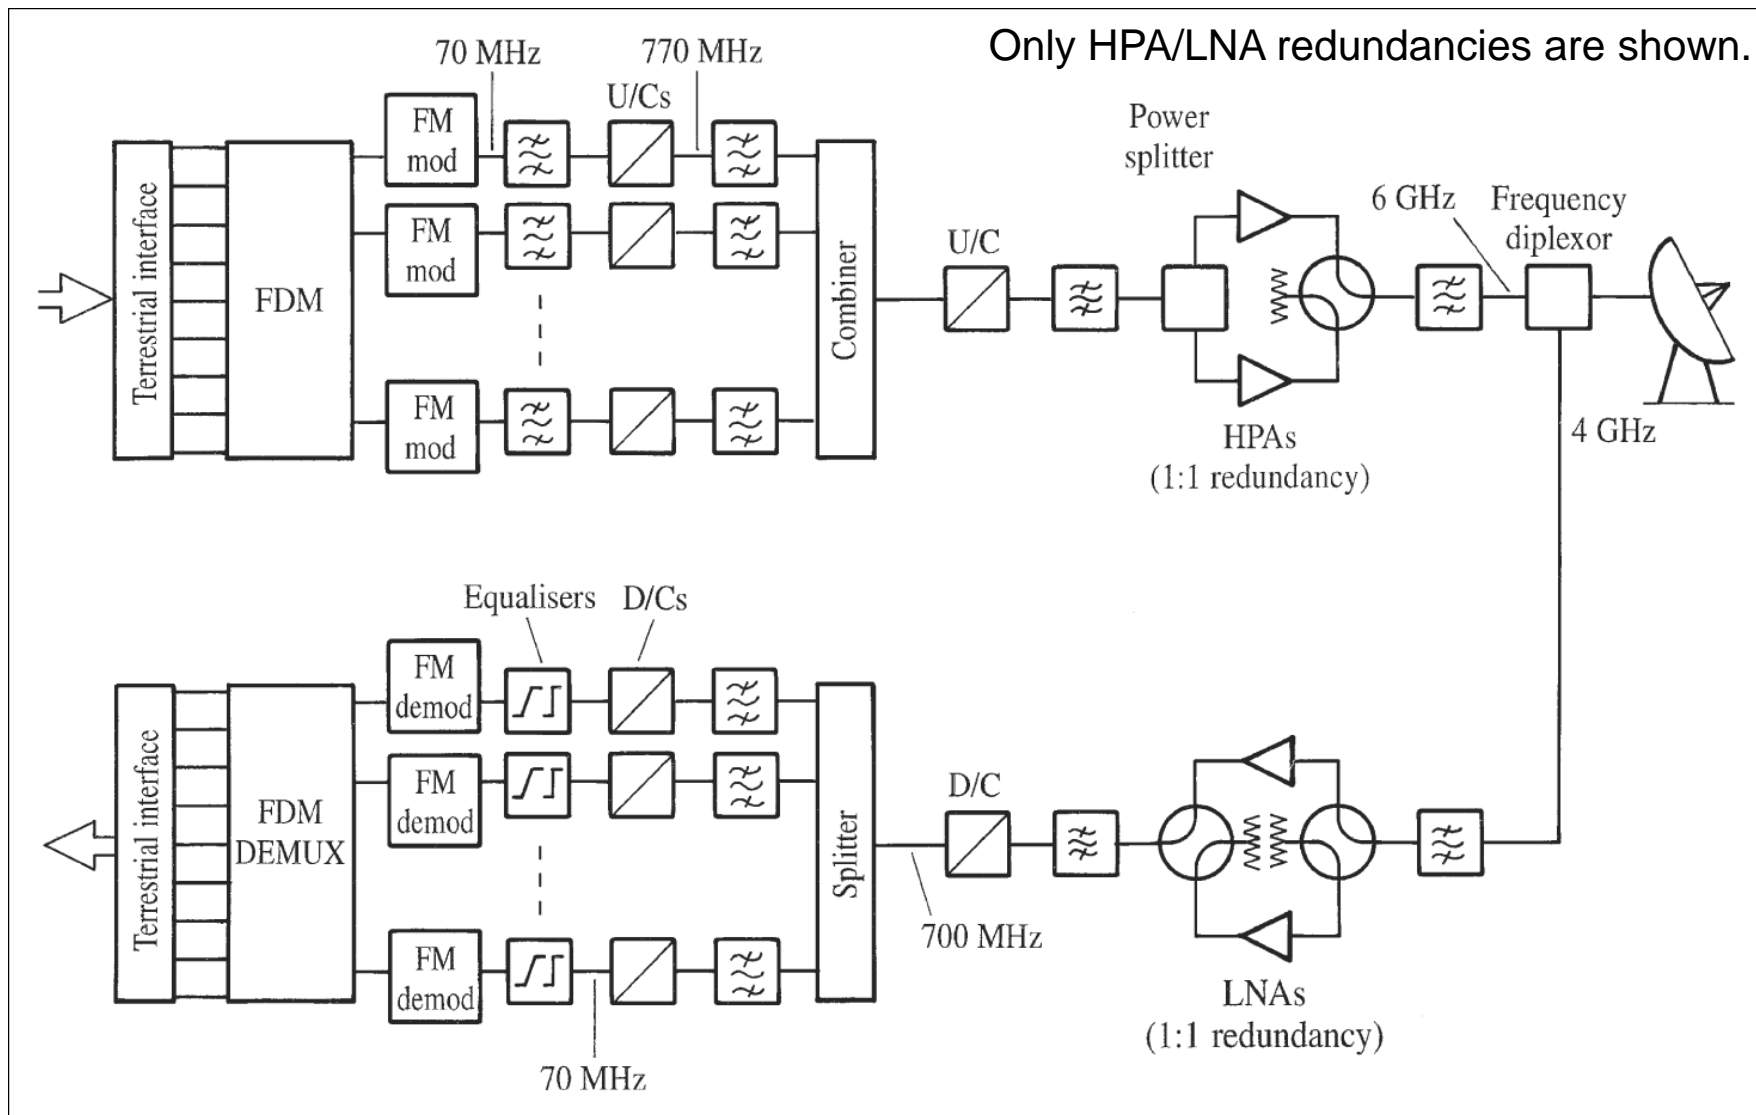 Only HPA/LNA redundancies are shown.
70 MHz
770 MHz
U/Cs
Terrestrial interface
FDM
FM
mod
FM
mod
FM
mod
Combiner
U/C
Power
splitter
HPAs
(1:1 redundancy)
6 GHz
Frequency
diplexor
4 GHz
Equalisers
D/Cs
Terrestrial interface
FDM
DEMUX
FM
demod
FM
demod
FM
demod
70 MHz
Splitter
700 MHz
D/C
LNAs
(1:1 redundancy)